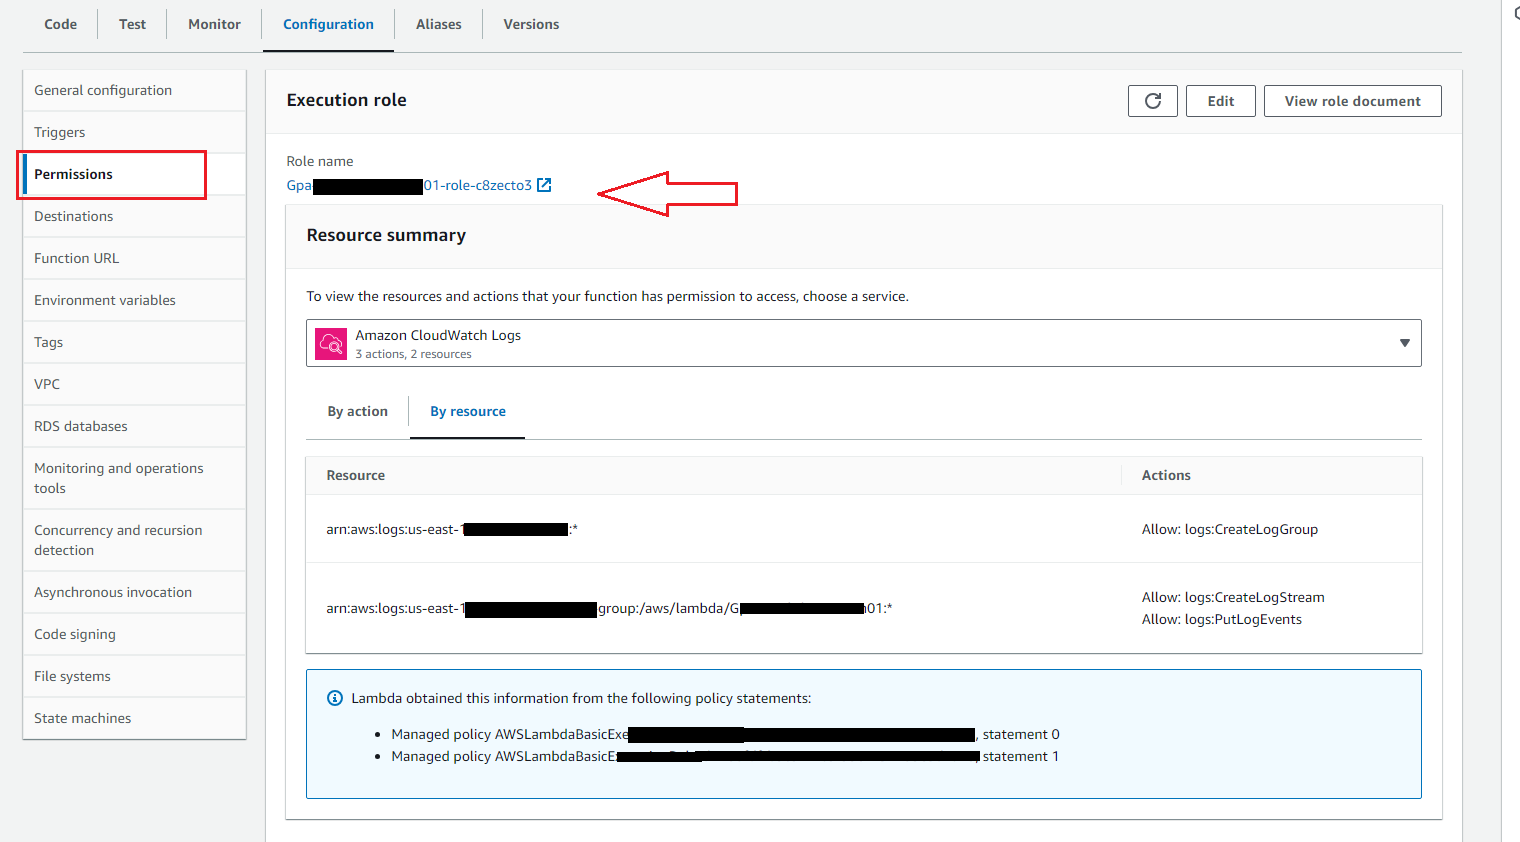 Code Test Monitor Configuration Aliases Versions
General configuration
Triggers
Permissions
Destinations
Function URL
Environment variables
Tags
VPC
RDS databases
Monitoring and operations
tools
Concurrency and recursion
detection
Asynchronous invocation
Code signing
File systems
State machines
Execution role
Edit
View role document
Role name
Gpa- 01-role-c8zecto3
Resource summary
To view the resources and actions that your function has permission to access, choose a service.
Amazon CloudWatch Logs
3 actions, 2 resources
By action By resource
Resource Actions
arn:aws:logs:us-east-1 :* Allow: logs:CreateLogGroup
arn:aws:logs:us-east-1 group:/aws/lambda/G 01:*
Allow: logs:CreateLogStream
Allow: logs:PutLogEvents
Lambda obtained this information from the following policy statements:
Managed policy AWSLambdaBasicExe , statement 0
Managed policy AWSLambdaBasicE , statement 1